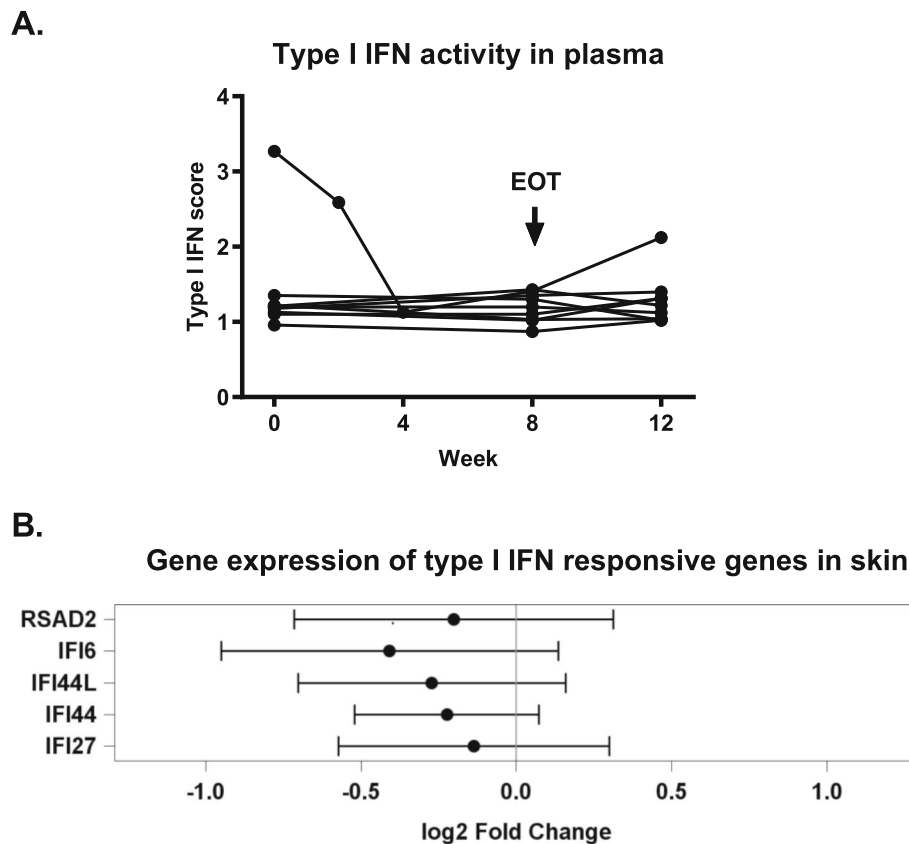 A.
Type I IFN activity in plasma
Type I IFN score
4
3
2
1
0
EOT
0 4 8 12
Week
B.
Gene expression of type I IFN responsive genes in skin
RSAD2
IFI6
IFI44L
IFI44
IFI27
-1.0 -0.5 0.0 0.5 1.0
log2 Fold Change